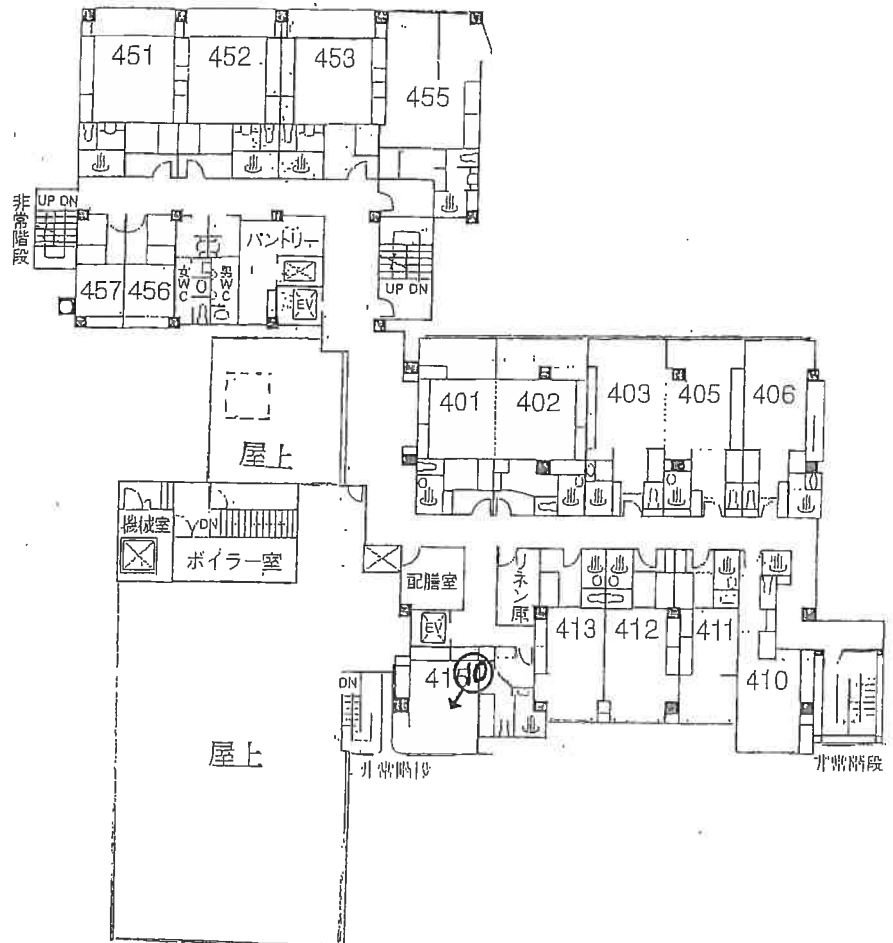 451
452
453
455
非常階段
UP DN
パントリー
457
456
女WC
男WC
EV
UP DN
401
402
403
405
406
屋上
機械室
DN
ボイラー室
配膳室
リネン庫
EV
413
412
411
410
10
DN
屋上
非常階段
非常階段